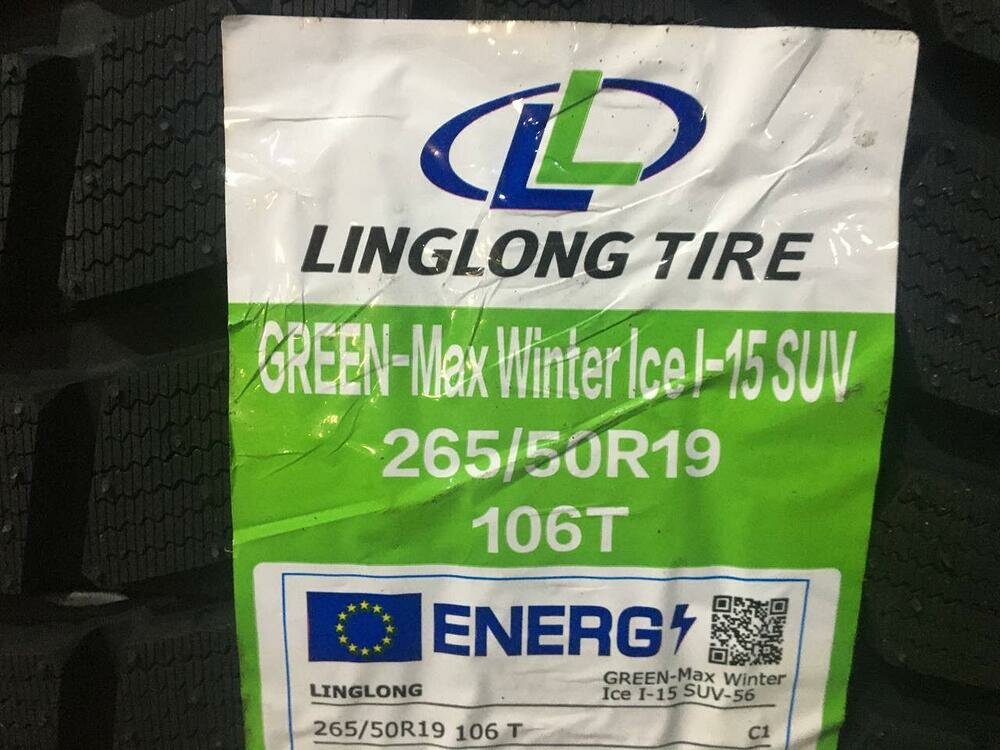 LL
LINGLONG TIRE
GREEN-Max Winter Ice I-15 SUV
265/50R19
106T
ENERG
LINGLONG
GREEN-Max Winter
Ice I-15 SUV-56
265/50R19 106 T
C1